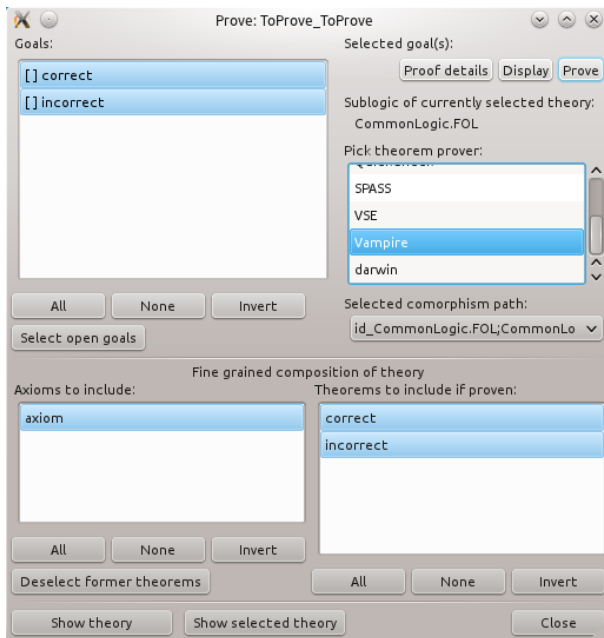 Prove: ToProve_ToProve
Goals:
[ ] correct
[ ] incorrect
All None Invert
Select open goals
Selected goal(s):
Proof details Display Prove
Sublogic of currently selected theory:
CommonLogic.FOL
Pick theorem prover:
SPASS
VSE
Vampire
darwin
Selected comorphism path:
id_CommonLogic.FOL;CommonLo
Fine grained composition of theory
Axioms to include:
axiom
All None Invert
Deselect former theorems
Theorems to include if proven:
correct
incorrect
All None Invert
Show theory Show selected theory Close